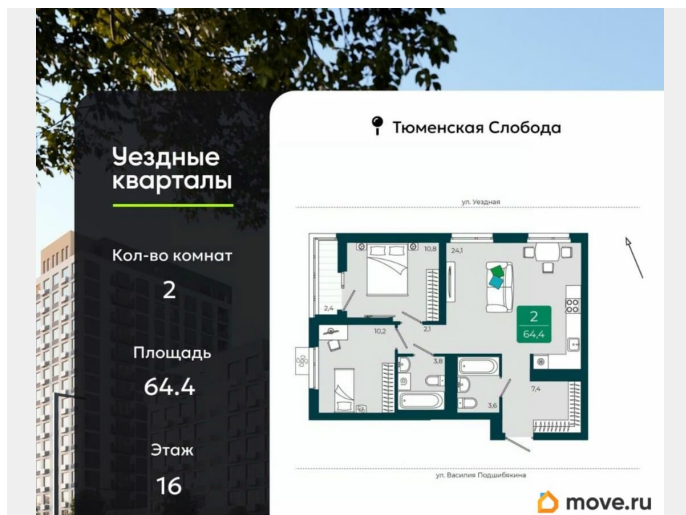 Уездные
кварталы
Кол-во комнат
2
Площадь
64.4
Этаж
16
Тюменская Слобода
ул. Уездная
10,8
24,1
2,4
2,1
2
64,4
10,2
3,8
3,6
7,4
ул. Василия Подшибякина
move.ru